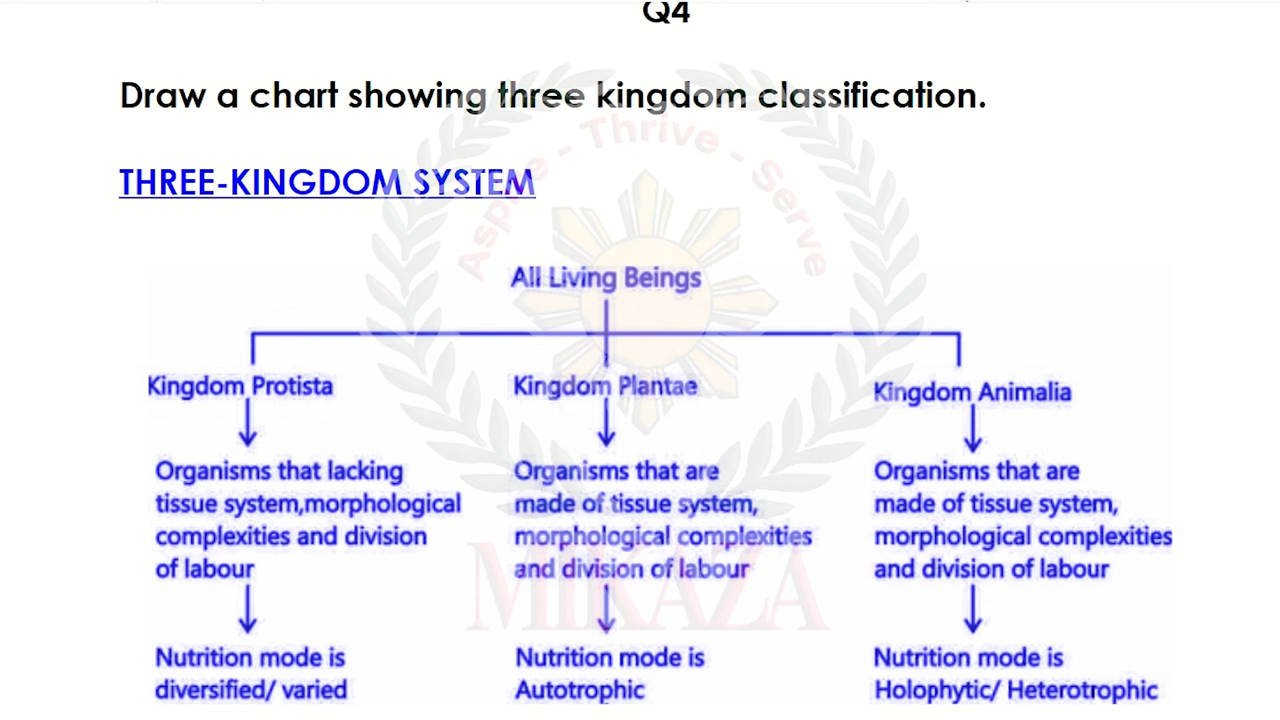 Q4
Draw a chart showing three kingdom classification.
Aspire - Thrive - Serve
THREE-KINGDOM SYSTEM
All Living Beings
Kingdom Protista
Kingdom Plantae
Kingdom Animalia
Organisms that lacking
tissue system,morphological
complexities and division
of labour
Organisms that are
made of tissue system,
morphological complexities
and division of labour
Organisms that are
made of tissue system,
morphological complexities
and division of labour
MIKAZA
Nutrition mode is
diversified/ varied
Nutrition mode is
Autotrophic
Nutrition mode is
Holophytic/ Heterotrophic